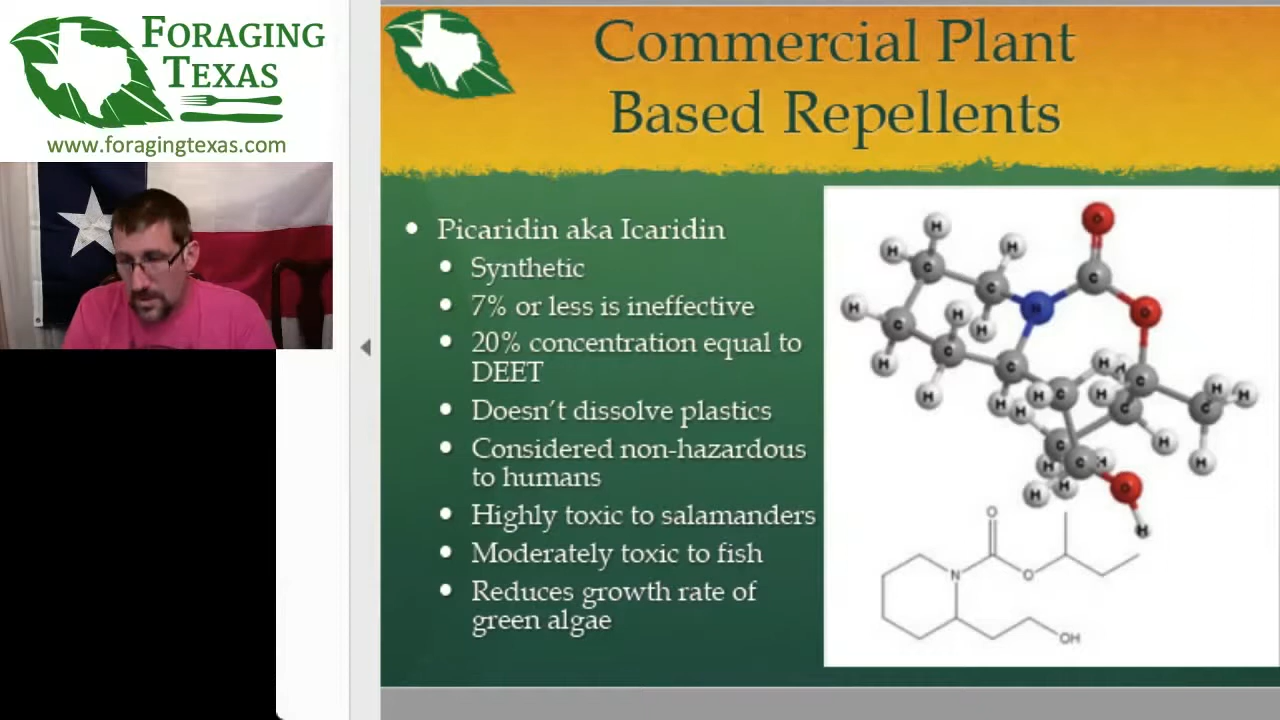 FORAGING
TEXAS
www.foragingtexas.com
Commercial Plant
Based Repellents
Picaridin aka Icaridin
Synthetic
7% or less is ineffective
20% concentration equal to
DEET
Doesn't dissolve plastics
Considered non-hazardous
to humans
Highly toxic to salamanders
Moderately toxic to fish
Reduces growth rate of
green algae
O
N
O
OH